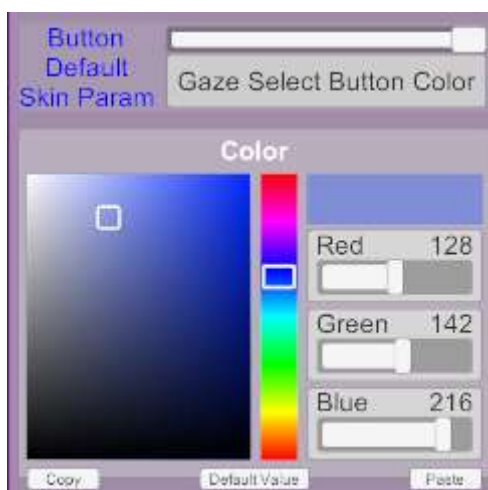 Button
Default
Skin Param
Gaze Select Button Color
Color
Red 128
Green 142
Blue 216
Copy
Default Value
Paste